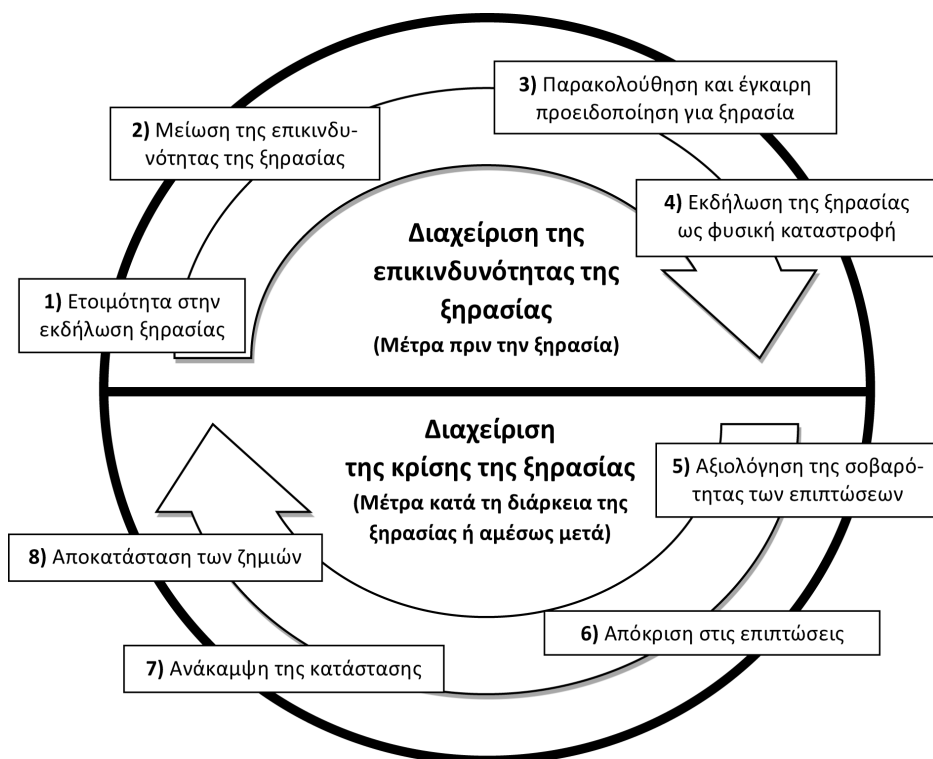 3) Παρακολούθηση και έγκαιρη
προειδοποίηση για ξηρασία
2) Μείωση της επικινδυ-
νότητας της ξηρασίας
4) Εκδήλωση της ξηρασίας
ως φυσική καταστροφή
1) Ετοιμότητα στην
εκδήλωση ξηρασίας
Διαχείριση της
επικινδυνότητας της
ξηρασίας
(Μέτρα πριν την ξηρασία)
Διαχείριση
της κρίσης της ξηρασίας
(Μέτρα κατά τη διάρκεια της
ξηρασίας ή αμέσως μετά)
5) Αξιολόγηση της σοβαρό-
τητας των επιπτώσεων
8) Αποκατάσταση των ζημιών
6) Απόκριση στις επιπτώσεις
7) Ανάκαμψη της κατάστασης